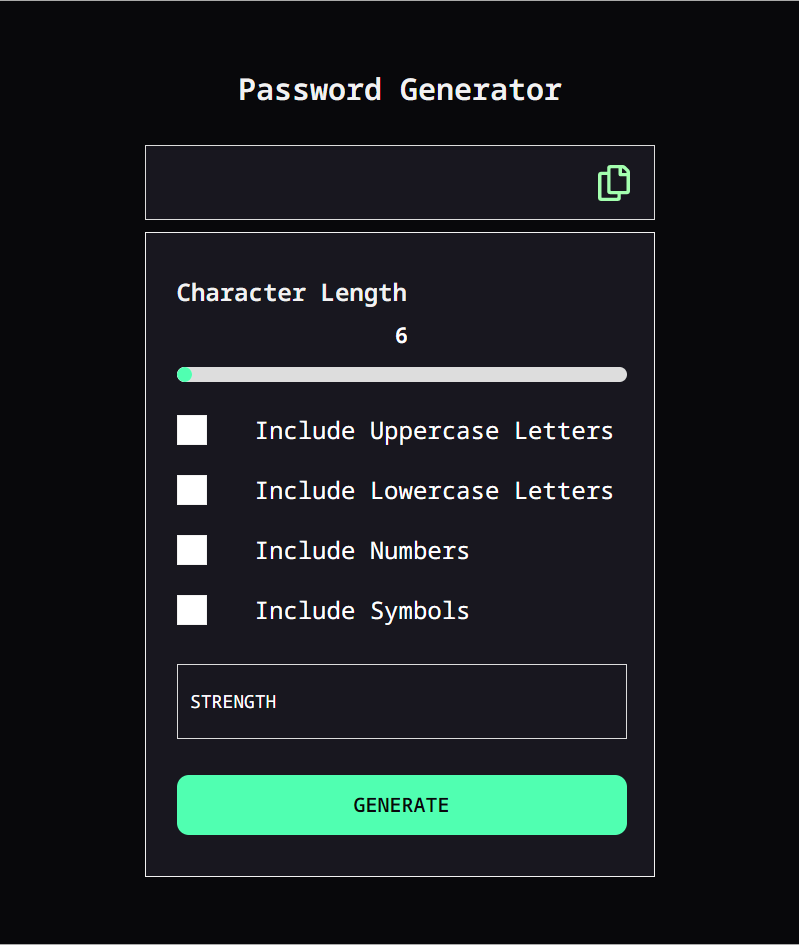 Password Generator
Character Length
6
Include Uppercase Letters
Include Lowercase Letters
Include Numbers
Include Symbols
STRENGTH
GENERATE